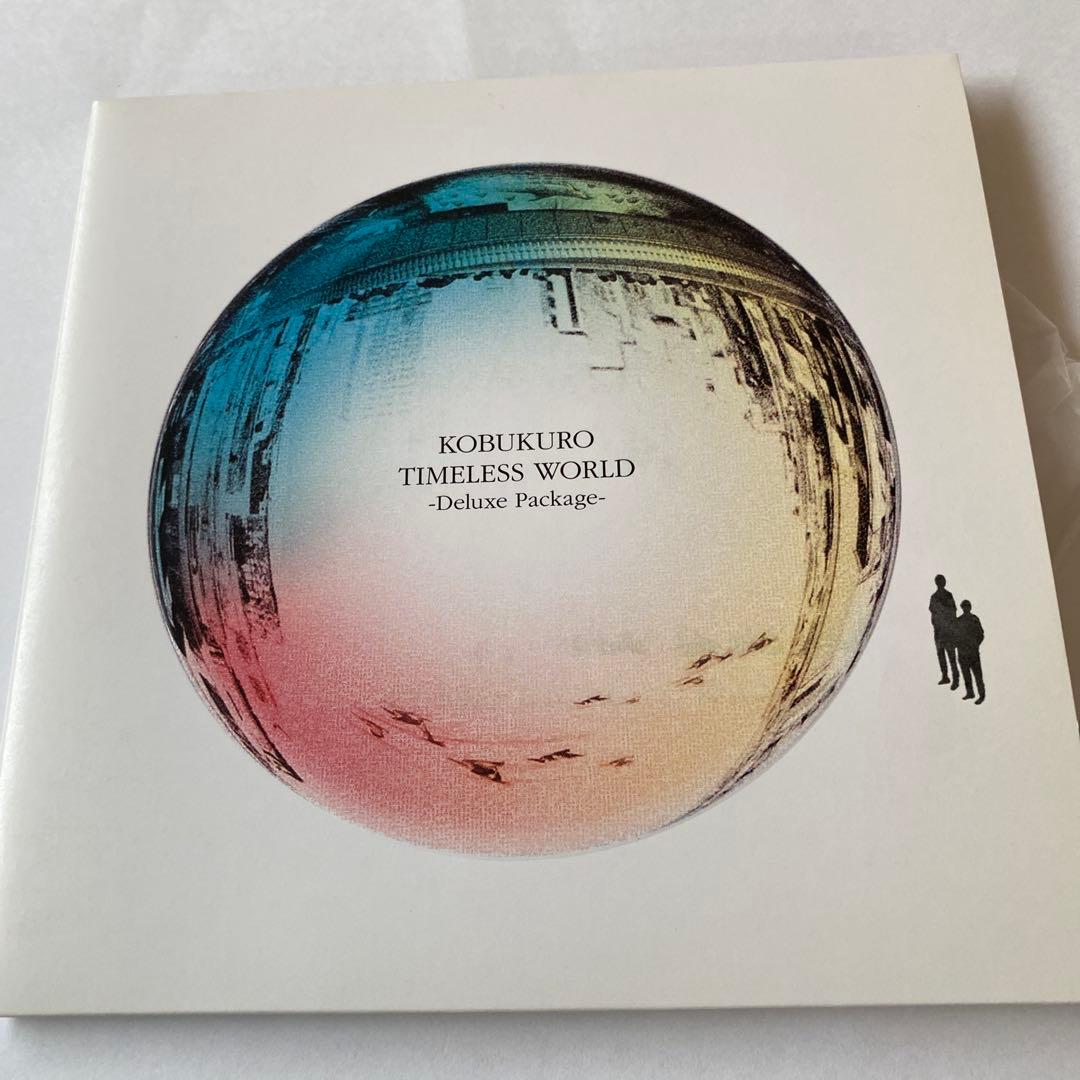 KOBUKURO
TIMELESS WORLD
-Deluxe Package-